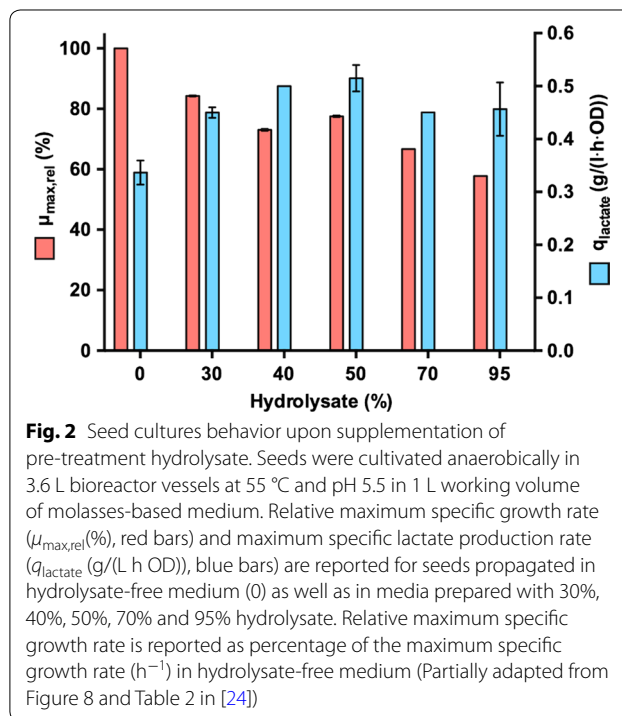 100
80
60
40
20
0
μmax,rel (%)
0.6
0.5
0.4
0.3
0.2
0.1
0.0
qlactate (g/(l·h·OD))
0 30 40 50 70 95
Hydrolysate (%)
Fig. 2 Seed cultures behavior upon supplementation of
pre-treatment hydrolysate. Seeds were cultivated anaerobically in
3.6 L bioreactor vessels at 55 °C and pH 5.5 in 1 L working volume
of molasses-based medium. Relative maximum specific growth rate
(μmax,rel(%), red bars) and maximum specific lactate production rate
(qlactate (g/(L h OD)), blue bars) are reported for seeds propagated in
hydrolysate-free medium (0) as well as in media prepared with 30%,
40%, 50%, 70% and 95% hydrolysate. Relative maximum specific
growth rate is reported as percentage of the maximum specific
growth rate (h−1) in hydrolysate-free medium (Partially adapted from
Figure 8 and Table 2 in [24])